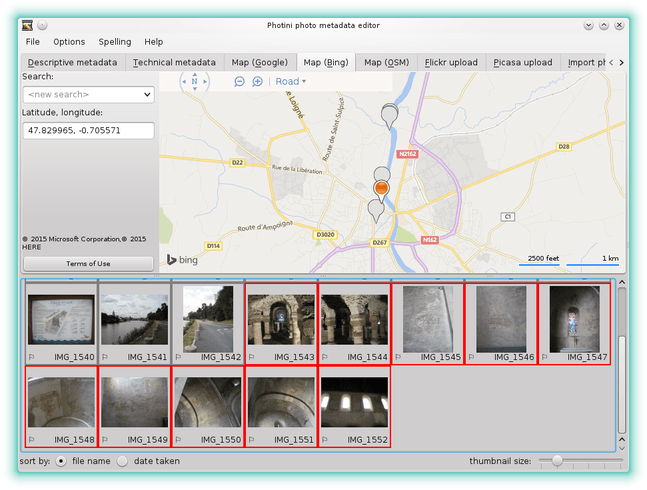 Photini photo metadata editor
File Options Spelling Help
Descriptive metadata Technical metadata Map (Google) Map (Bing) Map (OSM) Flickr upload Picasa upload Import ph
Search:
<new search>
Latitude, longitude:
47.829965, -0.705571
© 2015 Microsoft Corporation,© 2015
HERE
Terms of Use
N
Road
de Loigné
Route de Saint-Sulpice
N2162
D28
D22
Rue de la Libération
C1
Route d'Ampoigné
D3020
D114
D267
N162
bing
2500 feet 1 km
IMG_1540 IMG_1541 IMG_1542 IMG_1543 IMG_1544 IMG_1545 IMG_1546 IMG_1547
IMG_1548 IMG_1549 IMG_1550 IMG_1551 IMG_1552
sort by: file name date taken thumbnail size: